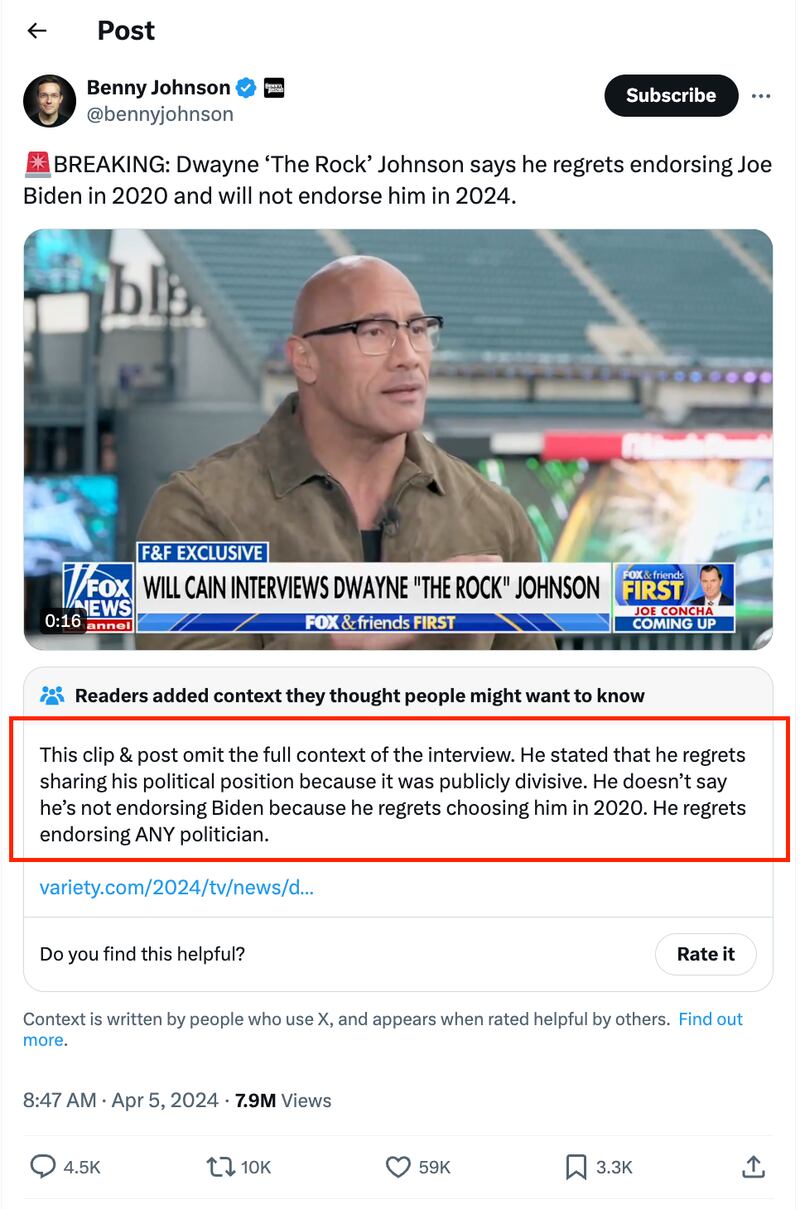 Post
Benny Johnson
@bennyjohnson
Subscribe
🚨BREAKING: Dwayne ‘The Rock’ Johnson says he regrets endorsing Joe
Biden in 2020 and will not endorse him in 2024.
F&F EXCLUSIVE
FOX
NEWS
annel
WILL CAIN INTERVIEWS DWAYNE "THE ROCK" JOHNSON
FOX & friends FIRST
FOX & friends
FIRST
JOE CONCHA
COMING UP
0:16
Readers added context they thought people might want to know
This clip & post omit the full context of the interview. He stated that he regrets
sharing his political position because it was publicly divisive. He doesn’t say
he’s not endorsing Biden because he regrets choosing him in 2020. He regrets
endorsing ANY politician.
variety.com/2024/tv/news/d...
Do you find this helpful?
Rate it
Context is written by people who use X, and appears when rated helpful by others. Find out
more.
8:47 AM · Apr 5, 2024 · 7.9M Views
4.5K
10K
59K
3.3K